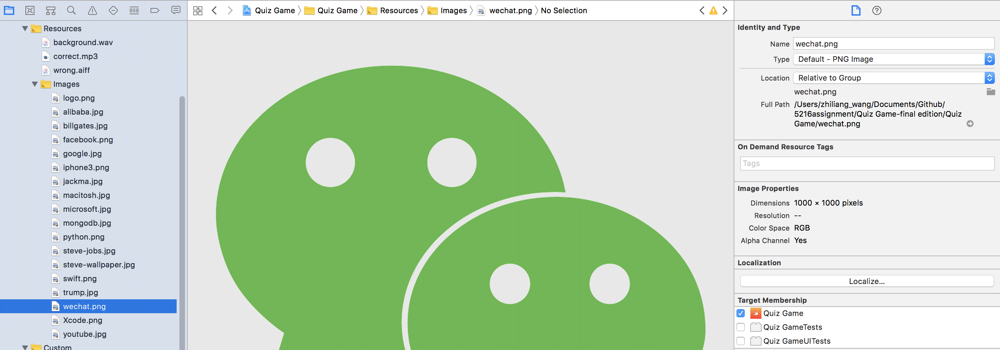 Quiz Game
Quiz Game
Resources
Images
wechat.png
No Selection
Resources
background.wav
correct.mp3
wrong.aiff
Images
logo.png
alibaba.jpg
billgates.jpg
facebook.png
google.jpg
iphone3.png
jackma.jpg
macitosh.jpg
microsoft.jpg
mongodb.jpg
python.png
steve-jobs.jpg
steve-wallpaper.jpg
swift.png
trump.jpg
wechat.png
Xcode.png
youtube.jpg
Custom
Identity and Type
Name wechat.png
Type Default - PNG Image
Location Relative to Group
wechat.png
Full Path /Users/zhiliang_wang/Documents/Github/
5216assignment/Quiz Game-final edition/Quiz
Game/wechat.png
On Demand Resource Tags
Tags
Image Properties
Dimensions 1000 × 1000 pixels
Resolution --
Color Space RGB
Alpha Channel Yes
Localization
Localize...
Target Membership
Quiz Game
Quiz GameTests
Quiz GameUITests